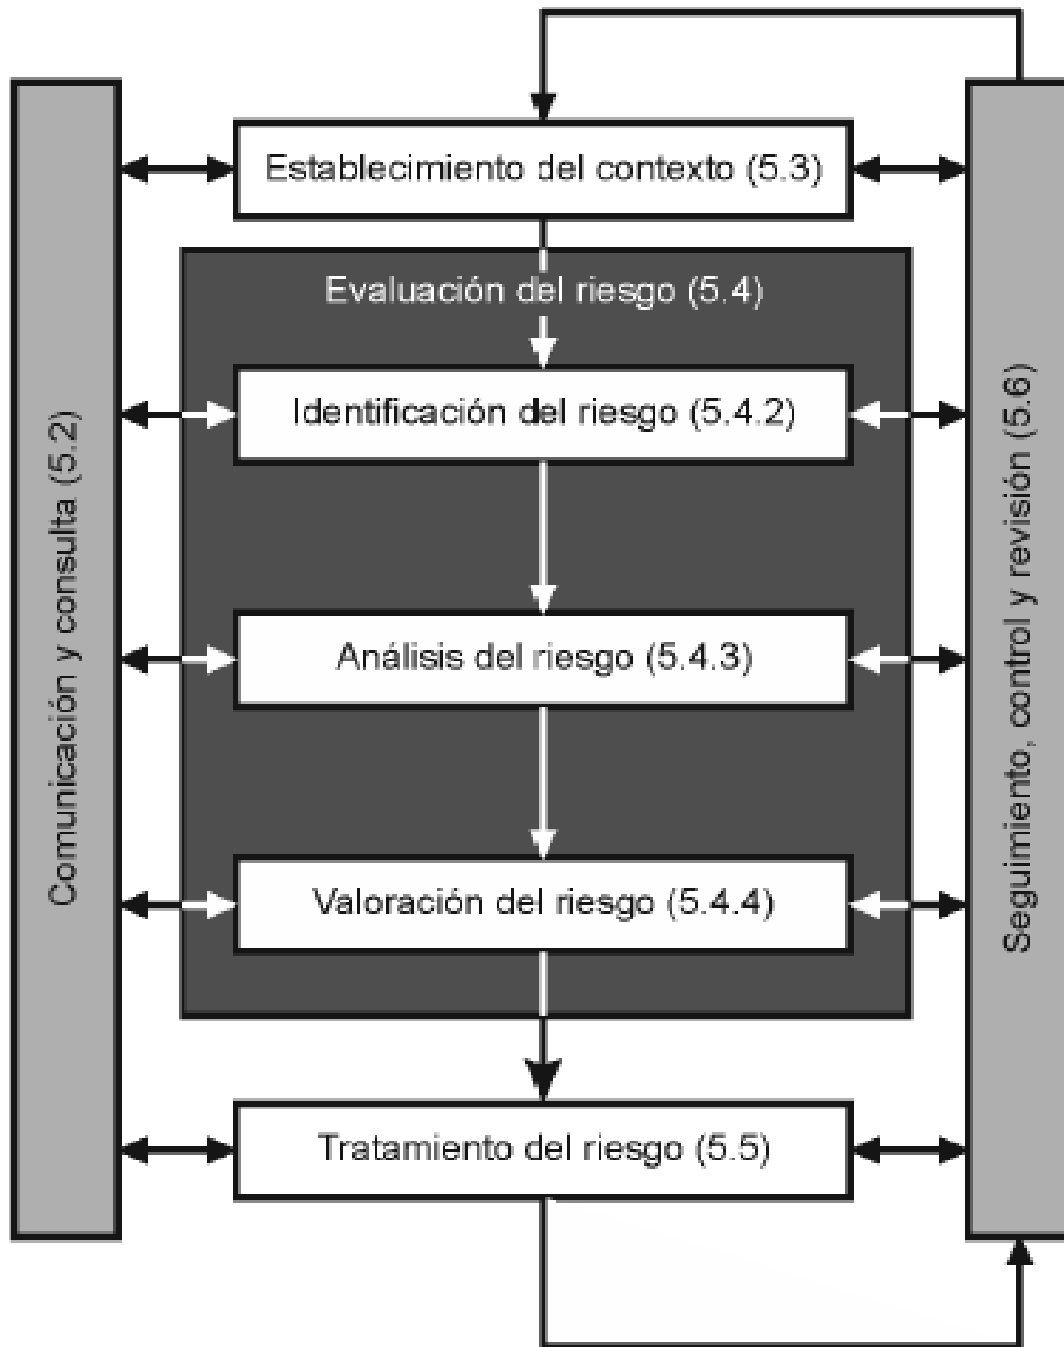 Establecimiento del contexto (5.3)
Evaluación del riesgo (5.4)
Identificación del riesgo (5.4.2)
Análisis del riesgo (5.4.3)
Valoración del riesgo (5.4.4)
Tratamiento del riesgo (5.5)
Comunicación y consulta (5.2)
Seguimiento, control y revisión (5.6)